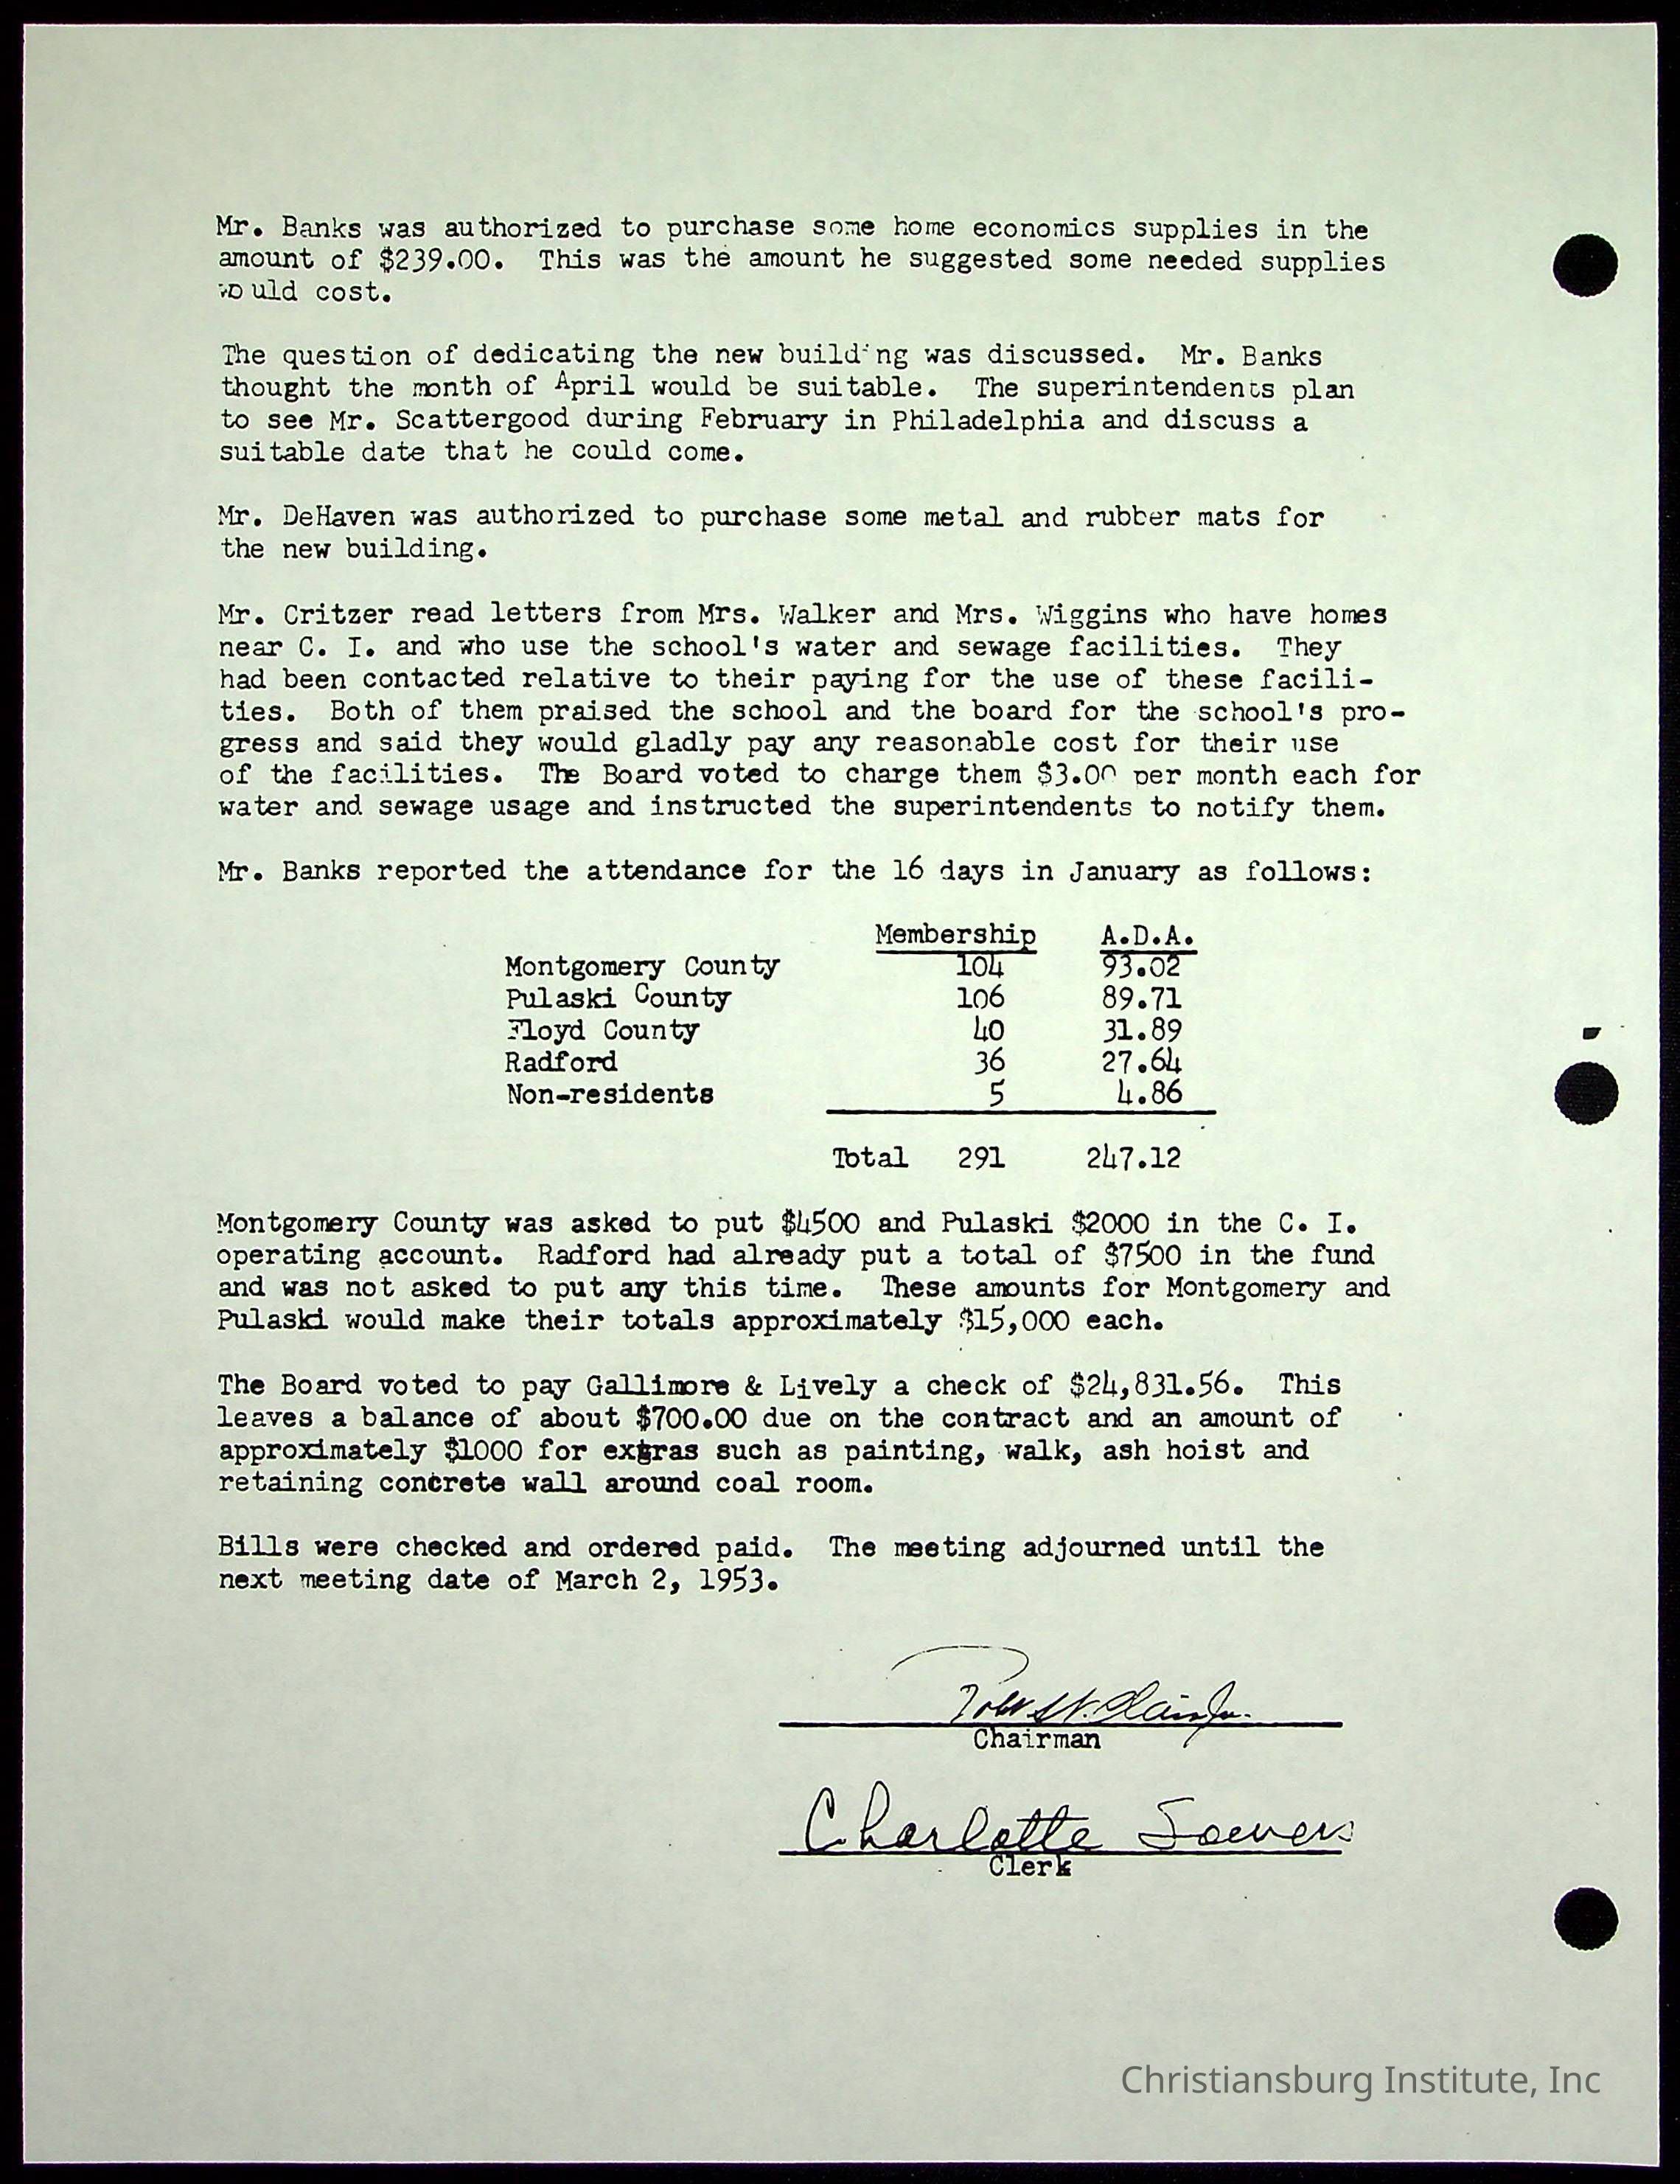 Mr. Banks was authorized to purchase some home economics supplies in the
amount of $239.00.  This was the amount he suggested some needed supplies
would cost.
The question of dedicating the new building was discussed.  Mr. Banks
thought the month of April would be suitable.  The superintendents plan
to see Mr. Scattergood during February in Philadelphia and discuss a
suitable date that he could come.
Mr. DeHaven was authorized to purchase some metal and rubber mats for
the new building.
Mr. Critzer read letters from Mrs. Walker and Mrs. Wiggins who have homes
near C. I. and who use the school's water and sewage facilities.  They
had been contacted relative to their paying for the use of these facili-
ties.  Both of them praised the school and the board for the school's pro-
gress and said they would gladly pay any reasonable cost for their use
of the facilities.  The Board voted to charge them $3.00 per month each for
water and sewage usage and instructed the superintendents to notify them.
Mr. Banks reported the attendance for the 16 days in January as follows:
Membership A.D.A.
Montgomery County 104 93.02
Pulaski County 106 89.71
Floyd County 40 31.89
Radford 36 27.64
Non-residents 5 4.86
Total 291 247.12
Montgomery County was asked to put $4500 and Pulaski $2000 in the C. I.
operating account.  Radford had already put a total of $7500 in the fund
and was not asked to put any this time.  These amounts for Montgomery and
Pulaski would make their totals approximately $15,000 each.
The Board voted to pay Gallimore & Lively a check of $24,831.56.  This
leaves a balance of about $700.00 due on the contract and an amount of
approximately $1000 for extras such as painting, walk, ash hoist and
retaining concrete wall around coal room.
Bills were checked and ordered paid.  The meeting adjourned until the
next meeting date of March 2, 1953.
Chairman
Charlotte Sowers
Clerk
Christiansburg Institute, Inc